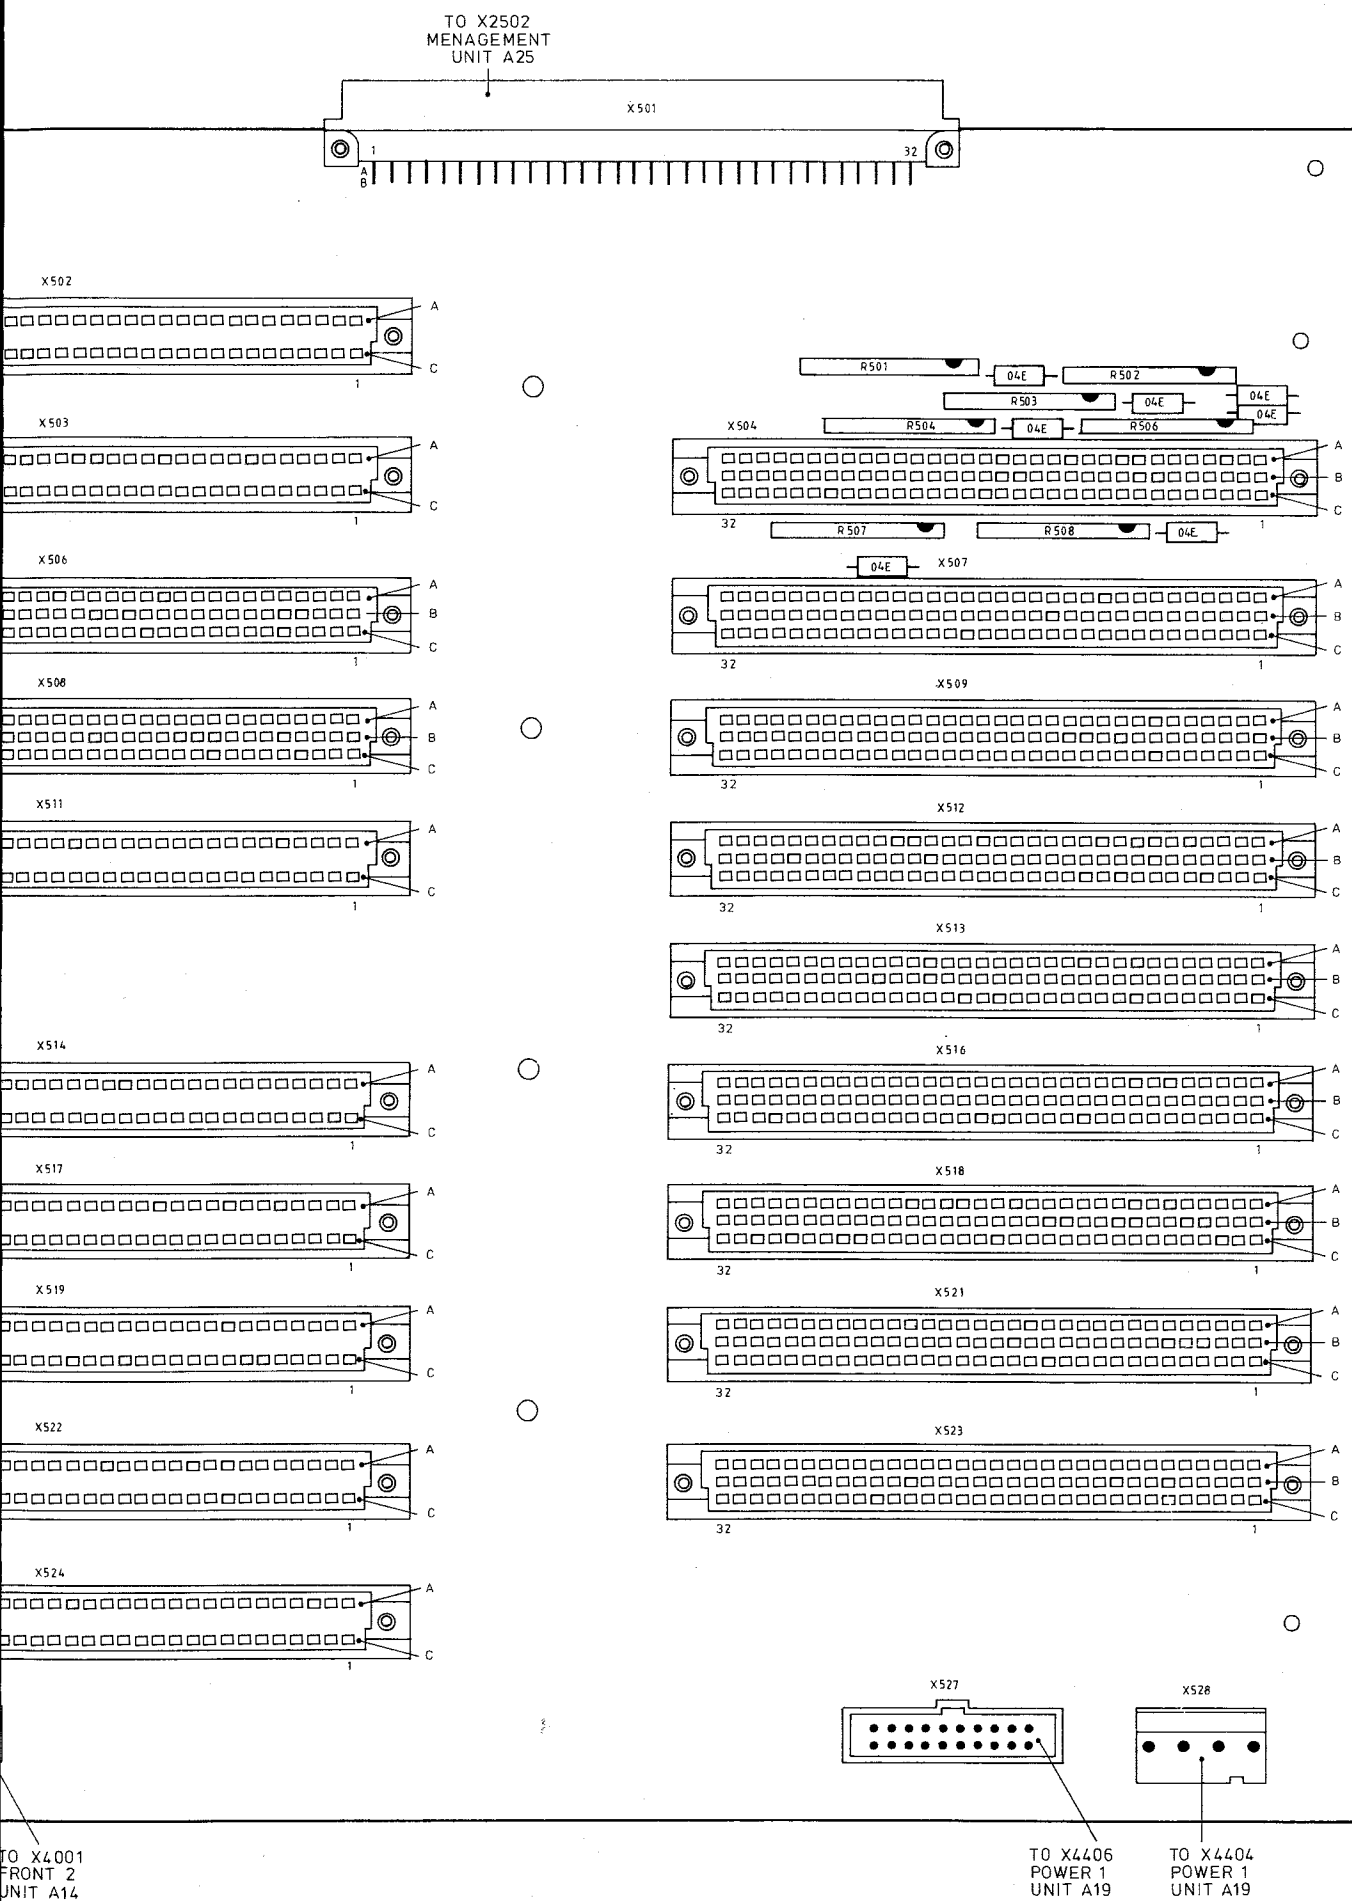 TO X2502
MENAGEMENT
UNIT A25
X501
1
32
A
B
X502
A
C
1
R501
04E
R502
R503
04E
04E
04E
R504
04E
R506
X503
A
C
1
X504
A
B
C
32
1
R507
R508
04E
04E
X506
A
B
C
1
X507
A
B
C
32
1
X508
A
B
C
1
X509
A
B
C
32
1
X511
A
C
1
X512
A
B
C
32
1
X513
A
B
C
32
1
X514
A
C
1
X516
A
B
C
32
1
X517
A
C
1
X518
A
B
C
32
1
X519
A
C
1
X521
A
B
C
32
1
X522
A
C
1
X523
A
B
C
32
1
X524
A
C
1
X527
X528
TO X4001
FRONT 2
UNIT A14
TO X4406
POWER 1
UNIT A19
TO X4404
POWER 1
UNIT A19